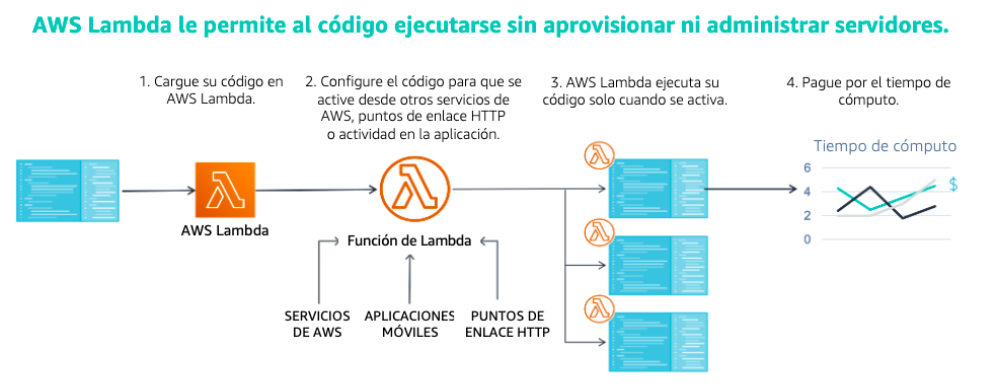 AWS Lambda le permite al código ejecutarse sin aprovisionar ni administrar servidores.
1. Cargue su código en
AWS Lambda.
2. Configure el código para que se
active desde otros servicios de
AWS, puntos de enlace HTTP
o actividad en la aplicación.
3. AWS Lambda ejecuta su
código solo cuando se activa.
4. Pague por el tiempo de
cómputo.
AWS Lambda
Función de Lambda
SERVICIOS
DE AWS
APLICACIONES
MÓVILES
PUNTOS DE
ENLACE HTTP
Tiempo de cómputo
6
4
2
0
$